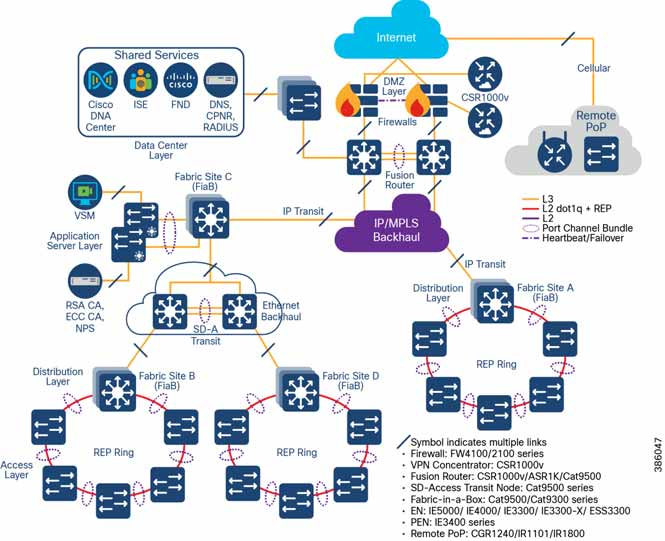 Shared Services
Cisco
DNA
Center
ISE
FND
CISCO
DNS,
CPNR,
RADIUS
Data Center
Layer
Internet
DMZ
Layer
Firewalls
CSR1000v
Cellular
Remote
PoP
Fusion
Router
VSM
Fabric Site C
(FiaB)
Application
Server Layer
IP Transit
IP/MPLS
Backhaul
L3
L2 dot1q + REP
L2
Port Channel Bundle
Heartbeat/Failover
RSA CA,
ECC CA,
NPS
Ethernet
Backhaul
SD-A
Transit
IP Transit
Distribution
Layer
Fabric Site A
(FiaB)
REP Ring
Distribution
Layer
Fabric Site B
(FiaB)
REP Ring
Access
Layer
Fabric Site D
(FiaB)
REP Ring
Symbol indicates multiple links
• Firewall: FW4100/2100 series
• VPN Concentrator: CSR1000v
• Fusion Router: CSR1000v/ASR1K/Cat9500
• SD-Access Transit Node: Cat9500 series
• Fabric-in-a-Box: Cat9500/Cat9300 series
• EN: IE5000/ IE4000/ IE3300/ IE3300-X/ ESS3300
• PEN: IE3400 series
• Remote PoP: CGR1240/IR1101/IR1800
386047